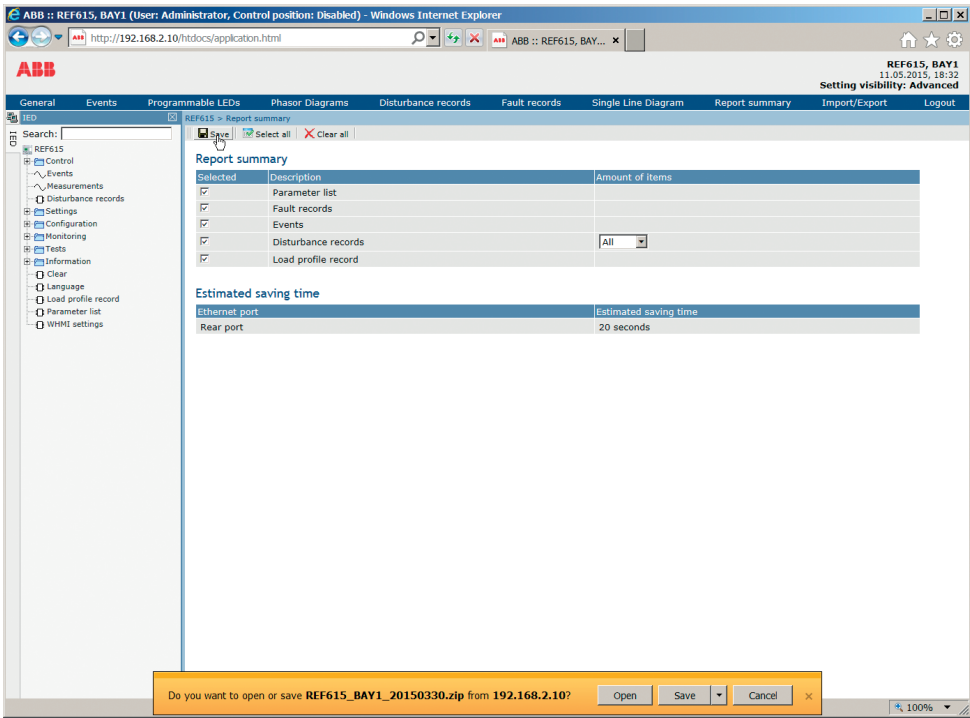 ABB :: REF615, BAY1 (User: Administrator, Control position: Disabled) - Windows Internet Explorer
http://192.168.2.10/htdocs/application.html
ABB :: REF615, BAY...
ABB
REF615, BAY1
11.05.2015, 18:32
Setting visibility: Advanced
General Events Programmable LEDs Phasor Diagrams Disturbance records Fault records Single Line Diagram Report summary Import/Export Logout
IED
IED
Search:
REF615
Control
Events
Measurements
Disturbance records
Settings
Configuration
Monitoring
Tests
Information
Clear
Language
Load profile record
Parameter list
WHMI settings
REF615 > Report summary
Save Select all Clear all
Report summary
Selected Description Amount of items
Parameter list
Fault records
Events
Disturbance records All
Load profile record
Estimated saving time
Ethernet port Estimated saving time
Rear port 20 seconds
Do you want to open or save REF615_BAY1_20150330.zip from 192.168.2.10? Open Save Cancel
100%